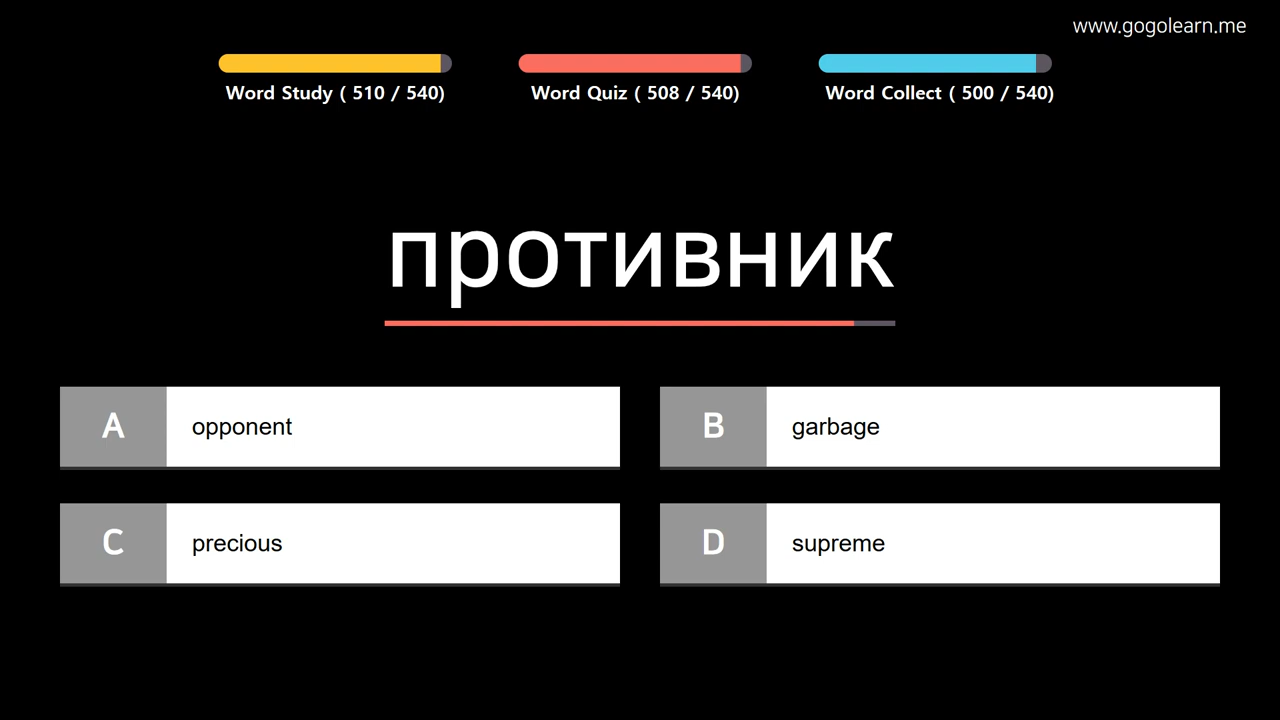 www.gogolearn.me
Word Study ( 510 / 540)
Word Quiz ( 508 / 540)
Word Collect ( 500 / 540)
противник
A opponent
B garbage
C precious
D supreme